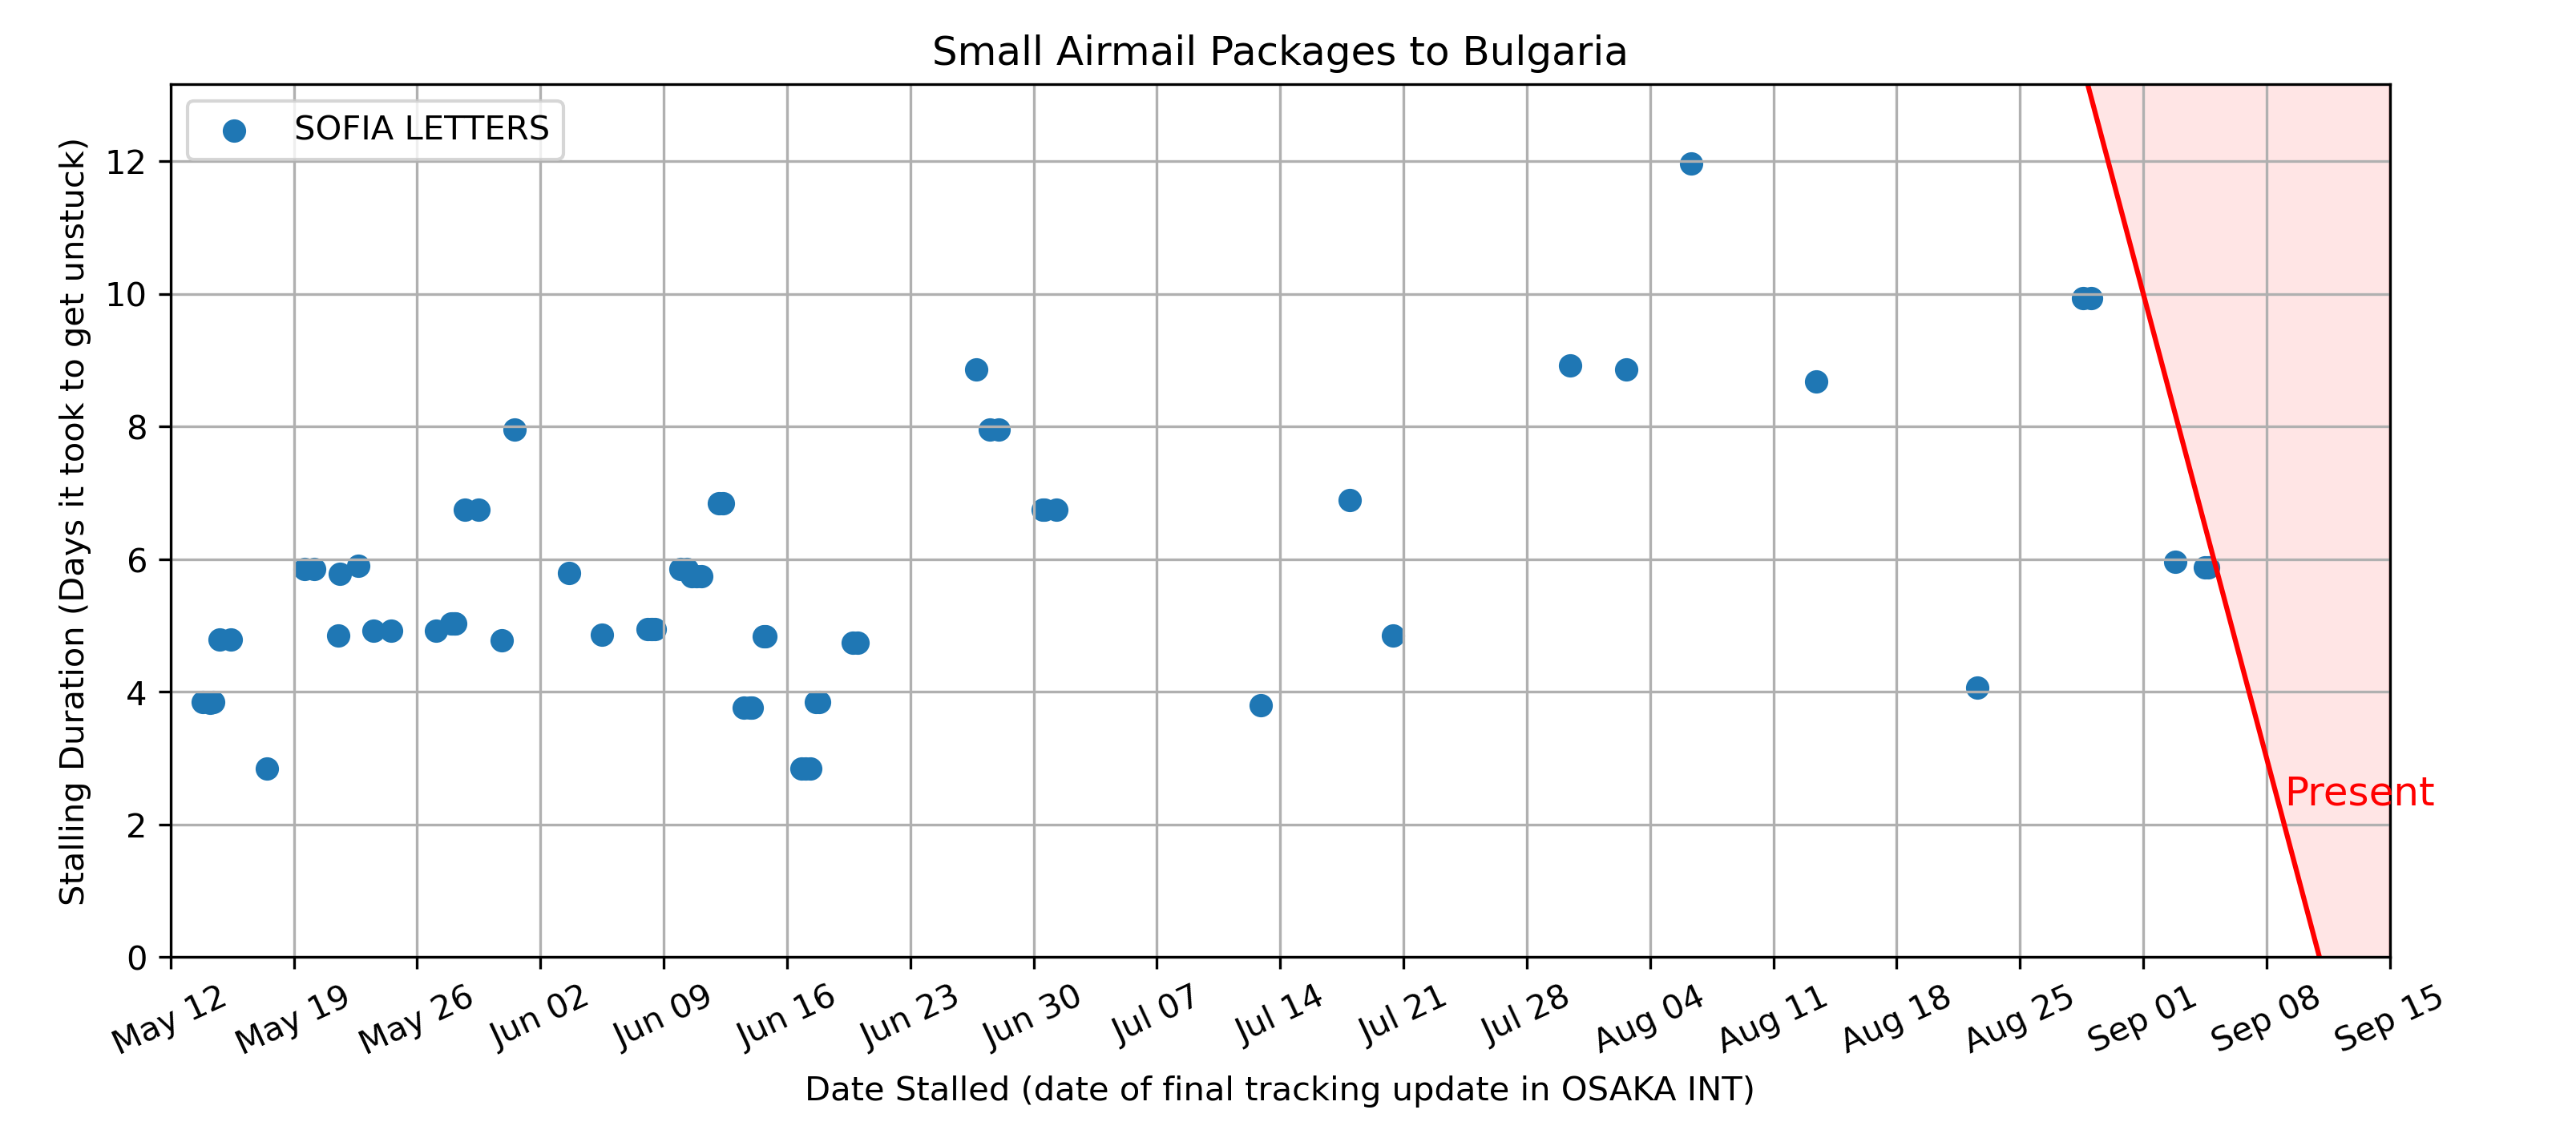 Small Airmail Packages to Bulgaria
SOFIA LETTERS
Stalling Duration (Days it took to get unstuck)
12
10
8
6
4
2
0
Present
May 12
May 19
May 26
Jun 02
Jun 09
Jun 16
Jun 23
Jun 30
Jul 07
Jul 14
Jul 21
Jul 28
Aug 04
Aug 11
Aug 18
Aug 25
Sep 01
Sep 08
Sep 15
Date Stalled (date of final tracking update in OSAKA INT)